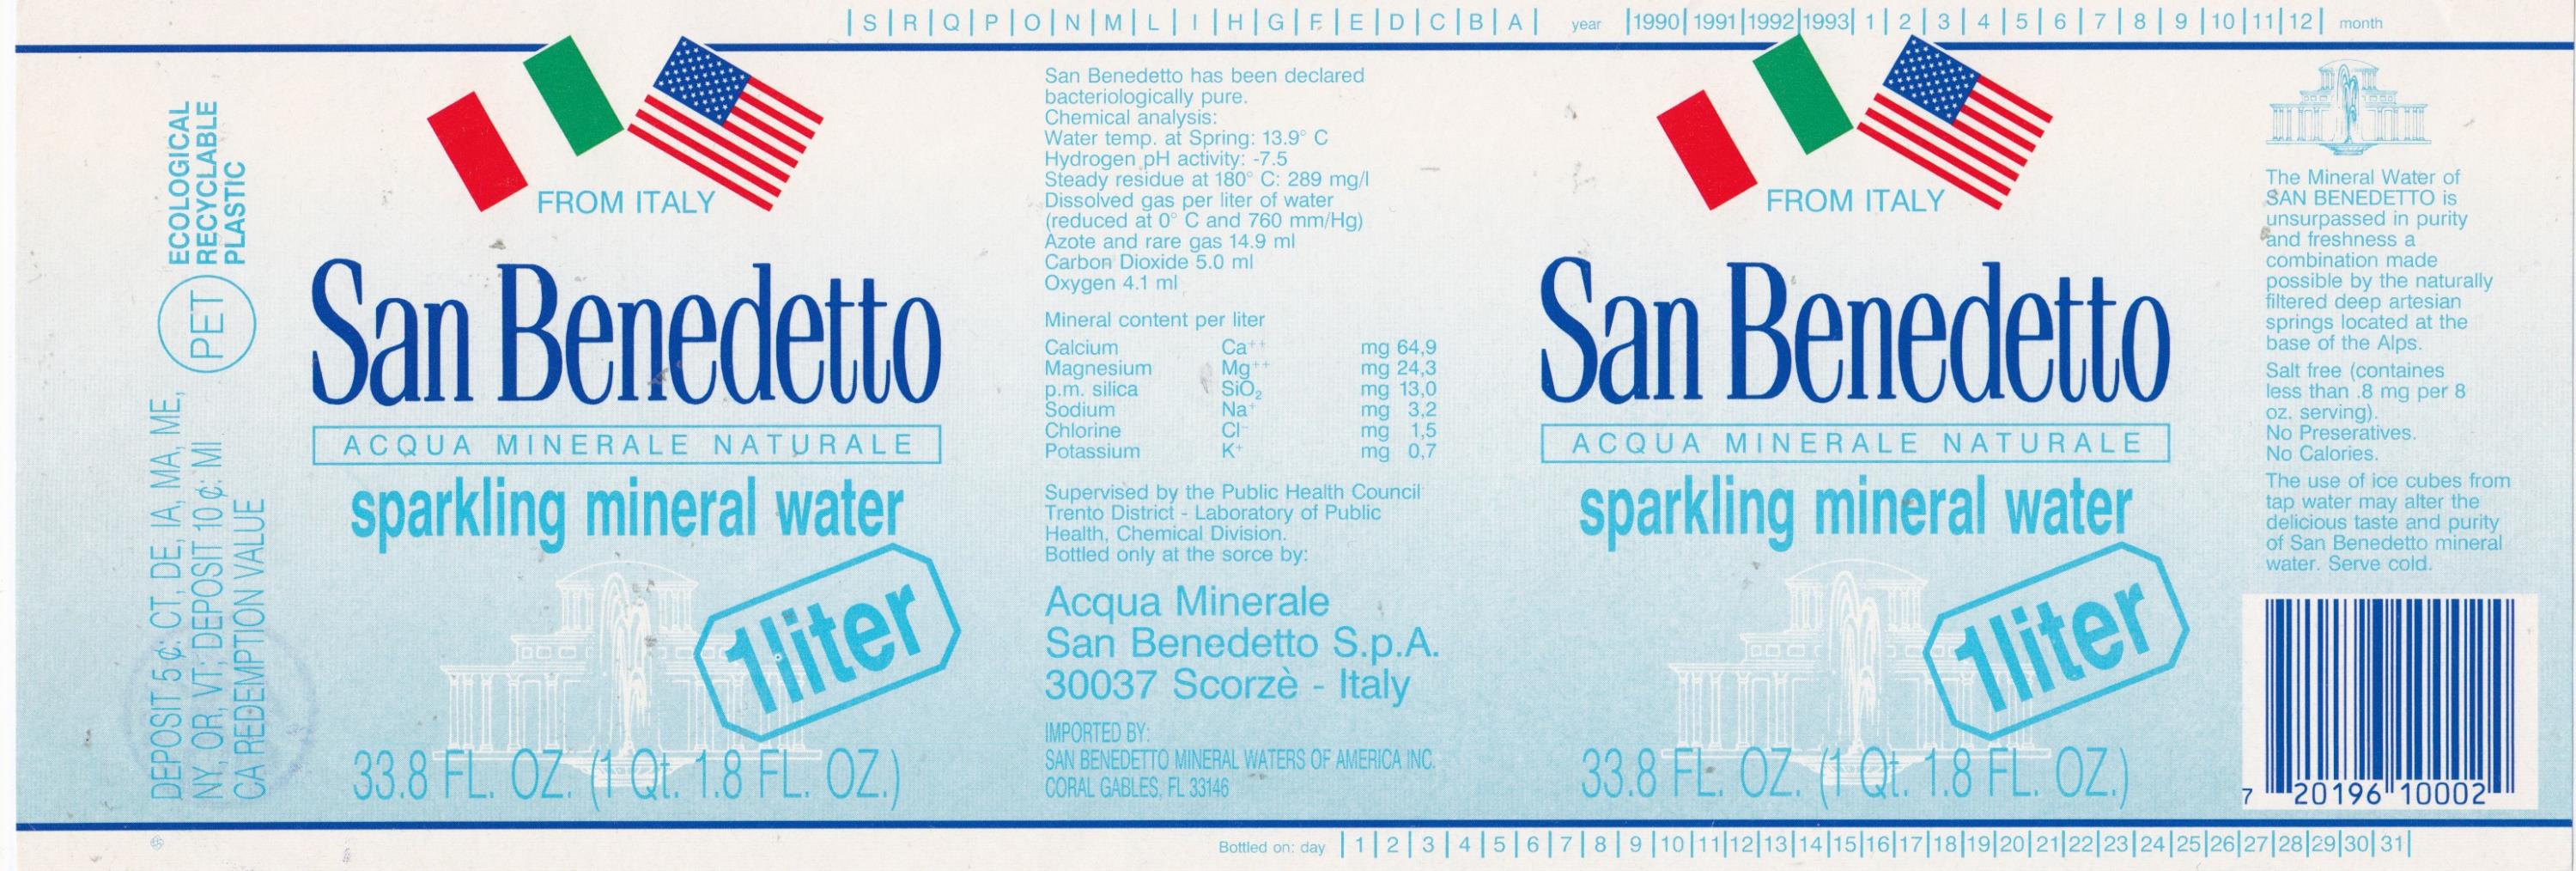 S R Q P O N M L I H G F E D C B A year 1990 1991 1992 1993 1 2 3 4 5 6 7 8 9 10 11 12 month
ECOLOGICAL
RECYCLABLE
PLASTIC
PET
DEPOSIT 5 ¢: CT, DE, IA, MA, ME,
NY, OR, VT; DEPOSIT 10 ¢: MI
CA REDEMPTION VALUE
FROM ITALY
San Benedetto
ACQUA MINERALE NATURALE
sparkling mineral water
1 liter
33.8 FL. OZ. (1 Qt. 1.8 FL. OZ.)
San Benedetto has been declared
bacteriologically pure.
Chemical analysis:
Water temp. at Spring: 13.9° C
Hydrogen pH activity: -7.5
Steady residue at 180° C: 289 mg/l
Dissolved gas per liter of water
(reduced at 0° C and 760 mm/Hg)
Azote and rare gas 14.9 ml
Carbon Dioxide 5.0 ml
Oxygen 4.1 ml
Mineral content per liter
Calcium Ca⁺⁺ mg 64,9
Magnesium Mg⁺⁺ mg 24,3
p.m. silica SiO₂ mg 13,0
Sodium Na⁺ mg 3,2
Chlorine Cl⁻ mg 1,5
Potassium K⁺ mg 0,7
Supervised by the Public Health Council
Trento District - Laboratory of Public
Health, Chemical Division.
Bottled only at the sorce by:
Acqua Minerale
San Benedetto S.p.A.
30037 Scorzè - Italy
IMPORTED BY:
SAN BENEDETTO MINERAL WATERS OF AMERICA INC.
CORAL GABLES, FL 33146
FROM ITALY
San Benedetto
ACQUA MINERALE NATURALE
sparkling mineral water
1 liter
33.8 FL. OZ. (1 Qt. 1.8 FL. OZ.)
The Mineral Water of
SAN BENEDETTO is
unsurpassed in purity
and freshness a
combination made
possible by the naturally
filtered deep artesian
springs located at the
base of the Alps.
Salt free (containes
less than .8 mg per 8
oz. serving).
No Preseratives.
No Calories.
The use of ice cubes from
tap water may alter the
delicious taste and purity
of San Benedetto mineral
water. Serve cold.
7 20196 10002
Bottled on: day 1 2 3 4 5 6 7 8 9 10 11 12 13 14 15 16 17 18 19 20 21 22 23 24 25 26 27 28 29 30 31